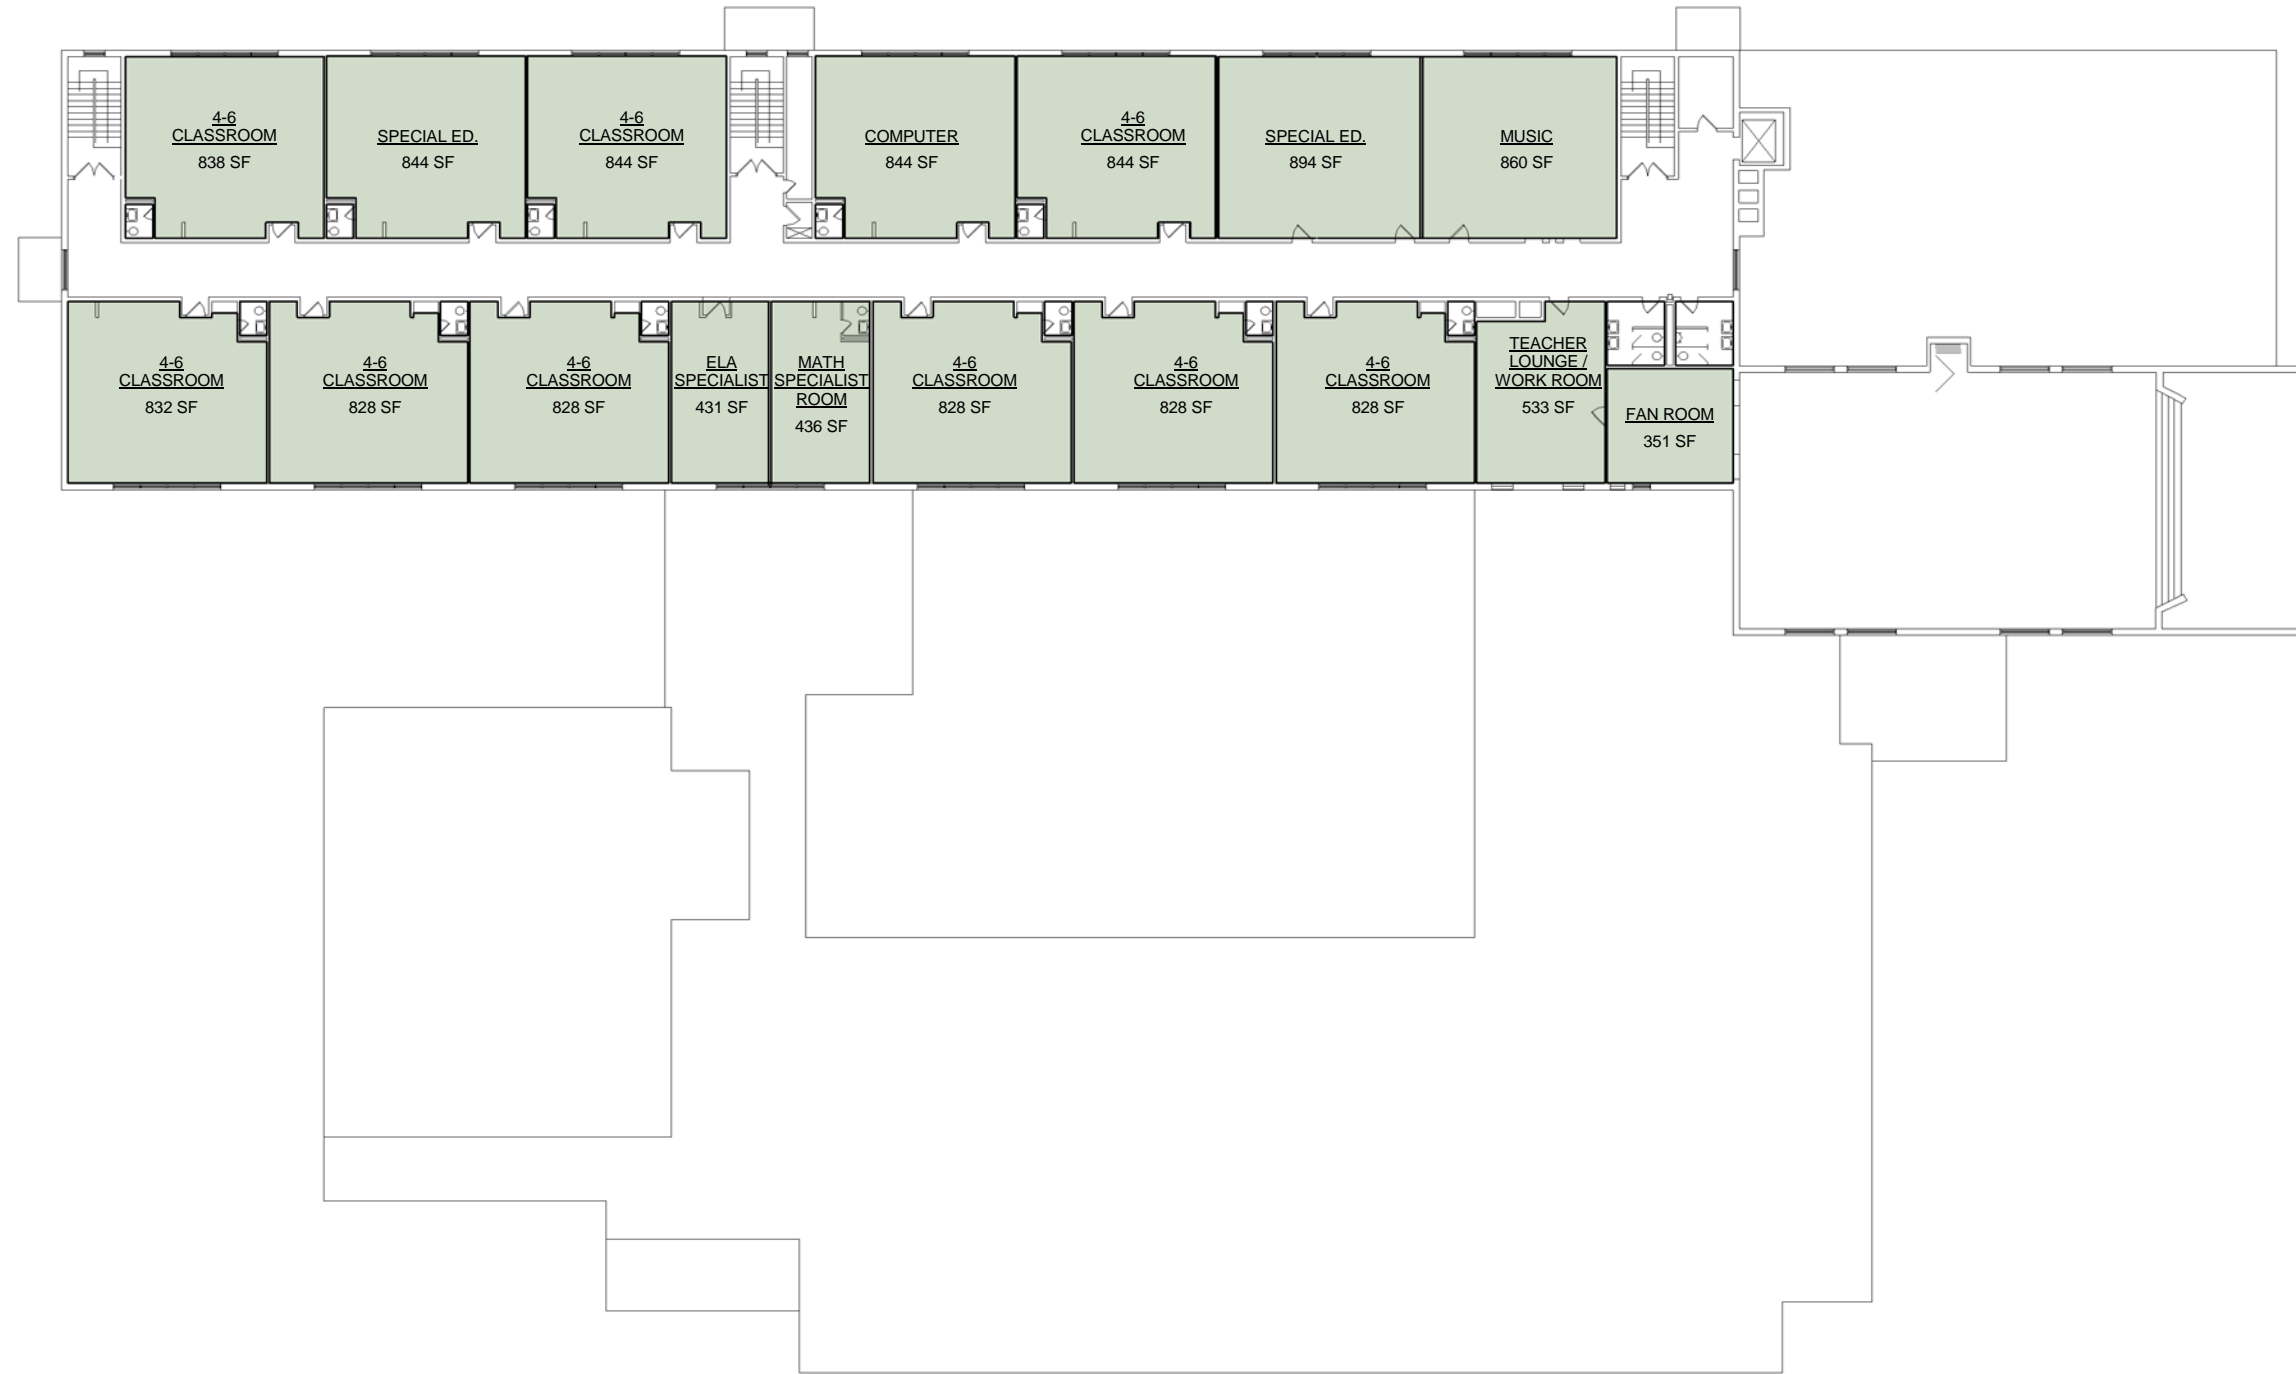 4-6
CLASSROOM
838 SF
SPECIAL ED.
844 SF
4-6
CLASSROOM
844 SF
COMPUTER
844 SF
4-6
CLASSROOM
844 SF
SPECIAL ED.
894 SF
MUSIC
860 SF
4-6
CLASSROOM
832 SF
4-6
CLASSROOM
828 SF
4-6
CLASSROOM
828 SF
ELA
SPECIALIST
431 SF
MATH
SPECIALIST
ROOM
436 SF
4-6
CLASSROOM
828 SF
4-6
CLASSROOM
828 SF
4-6
CLASSROOM
828 SF
TEACHER
LOUNGE /
WORK ROOM
533 SF
FAN ROOM
351 SF